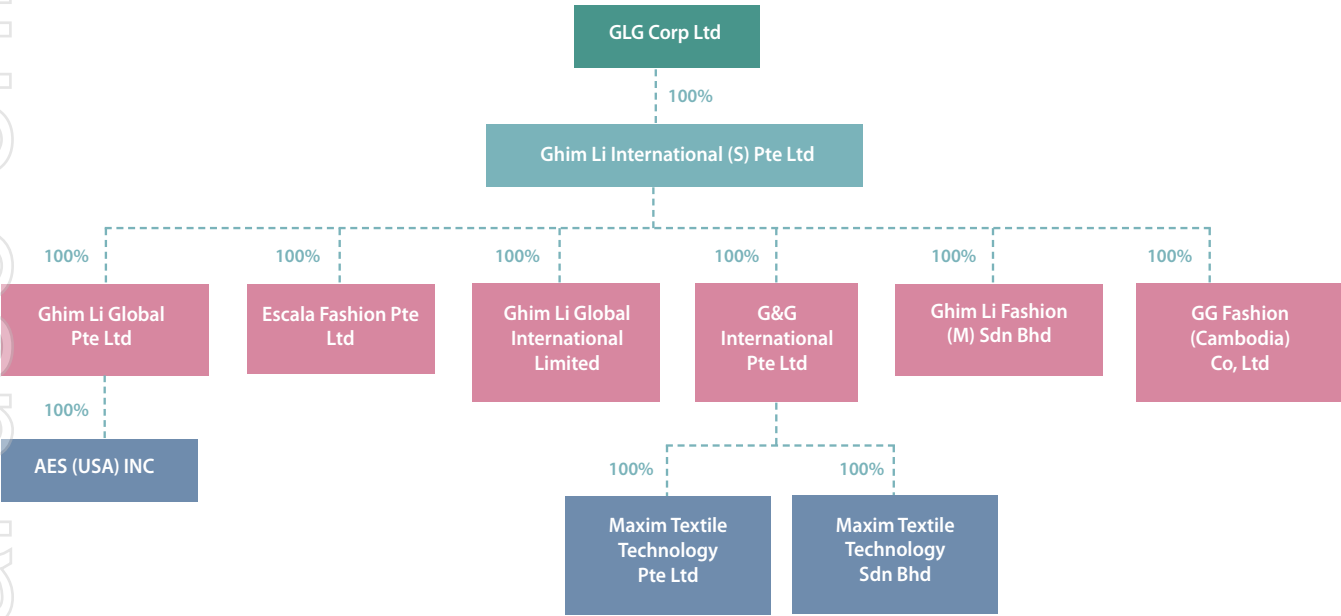 GLG Corp Ltd
100%
Ghim Li International (S) Pte Ltd
100%
100%
100%
100%
100%
100%
Ghim Li Global
Pte Ltd
Escala Fashion Pte
Ltd
Ghim Li Global
International
Limited
G&G
International
Pte Ltd
Ghim Li Fashion
(M) Sdn Bhd
GG Fashion
(Cambodia)
Co, Ltd
100%
AES (USA) INC
100%
100%
Maxim Textile
Technology
Pte Ltd
Maxim Textile
Technology
Sdn Bhd